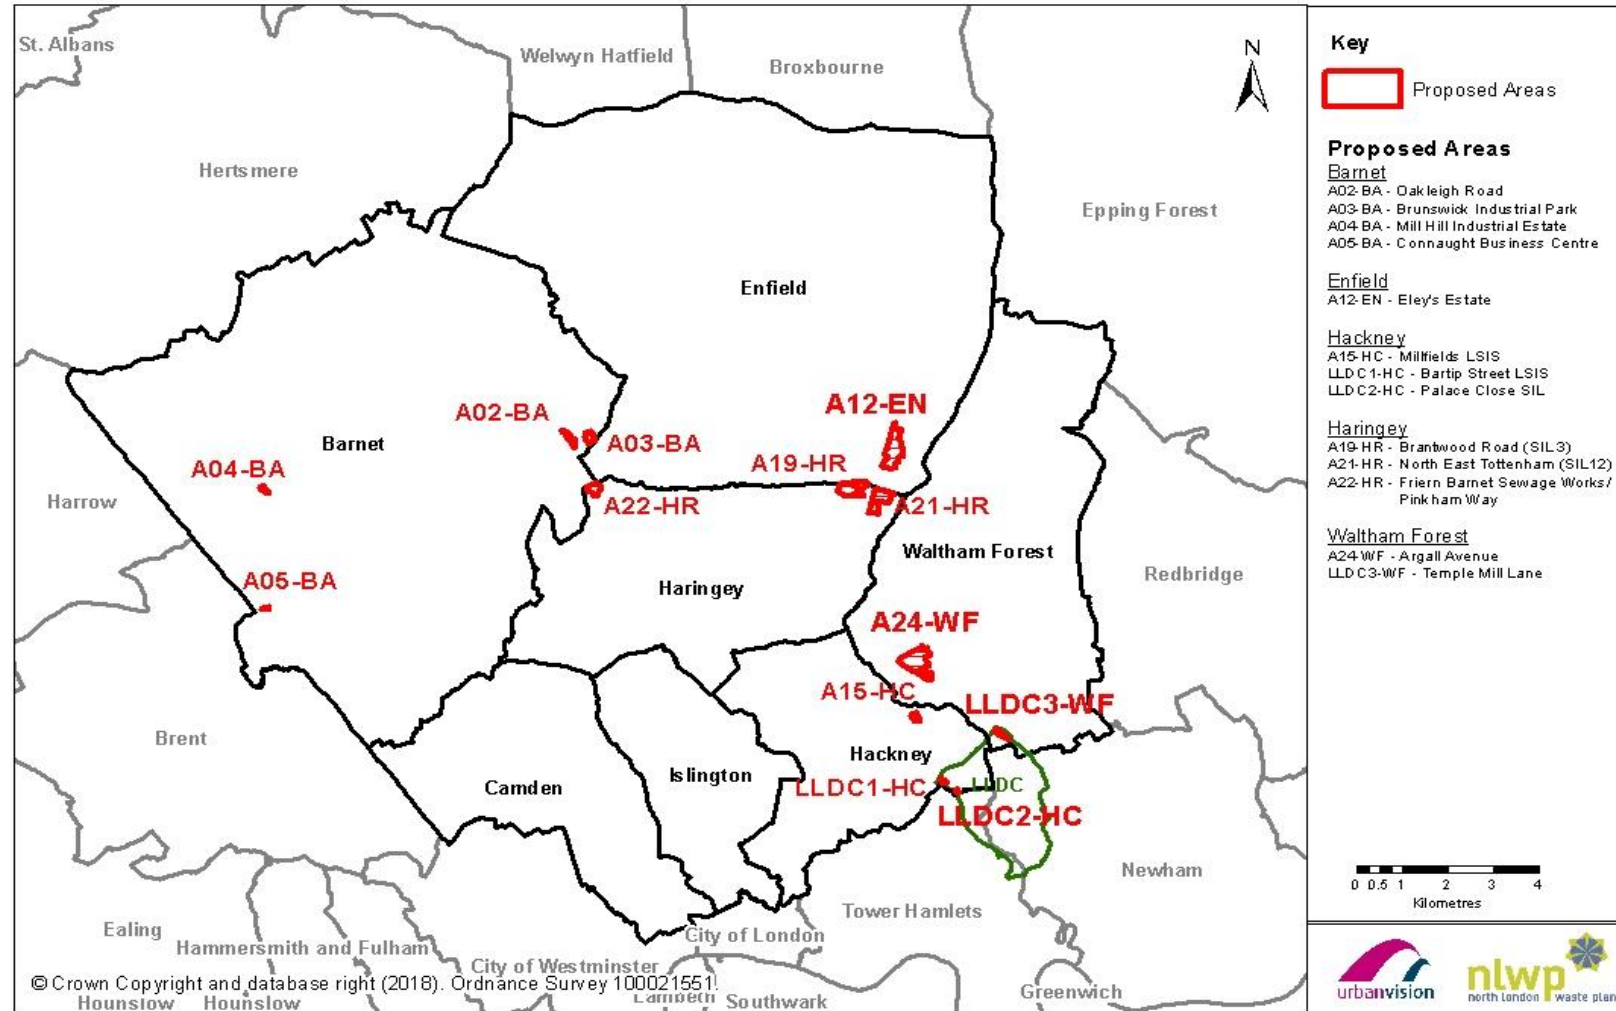 St. Albans
Welwyn Hatfield
Broxbourne
N
Hertsmere
Epping Forest
Enfield
A02-BA
A12-EN
Barnet
A03-BA
A04-BA
A19-HR
Harrow
A22-HR
A21-HR
Waltham Forest
A05-BA
Haringey
Redbridge
A24-WF
A15-HC
LLDC3-WF
Brent
Hackney
Islington
Camden
LLDC1-HC
LLDC
LLDC2-HC
Newham
Tower Hamlets
Ealing
City of London
Hammersmith and Fulham
City of Westminster
© Crown Copyright and database right (2018). Ordnance Survey 100021551.
Hounslow
Hounslow
Lambeth
Southwark
Greenwich
Key
Proposed Areas
Proposed Areas
Barnet
A02-BA - Oakleigh Road
A03-BA - Brunswick Industrial Park
A04-BA - Mill Hill Industrial Estate
A05-BA - Connaught Business Centre
Enfield
A12-EN - Eley's Estate
Hackney
A15-HC - Millfields LSIS
LLDC1-HC - Bartip Street LSIS
LLDC2-HC - Palace Close SIL
Haringey
A19-HR - Brantwood Road (SIL3)
A21-HR - North East Tottenham (SIL12)
A22-HR - Friern Barnet Sewage Works/
Pinkham Way
Waltham Forest
A24-WF - Argall Avenue
LLDC3-WF - Temple Mill Lane
0 0.5 1 2 3 4
Kilometres
urbanvision
nlwp
north london waste plan